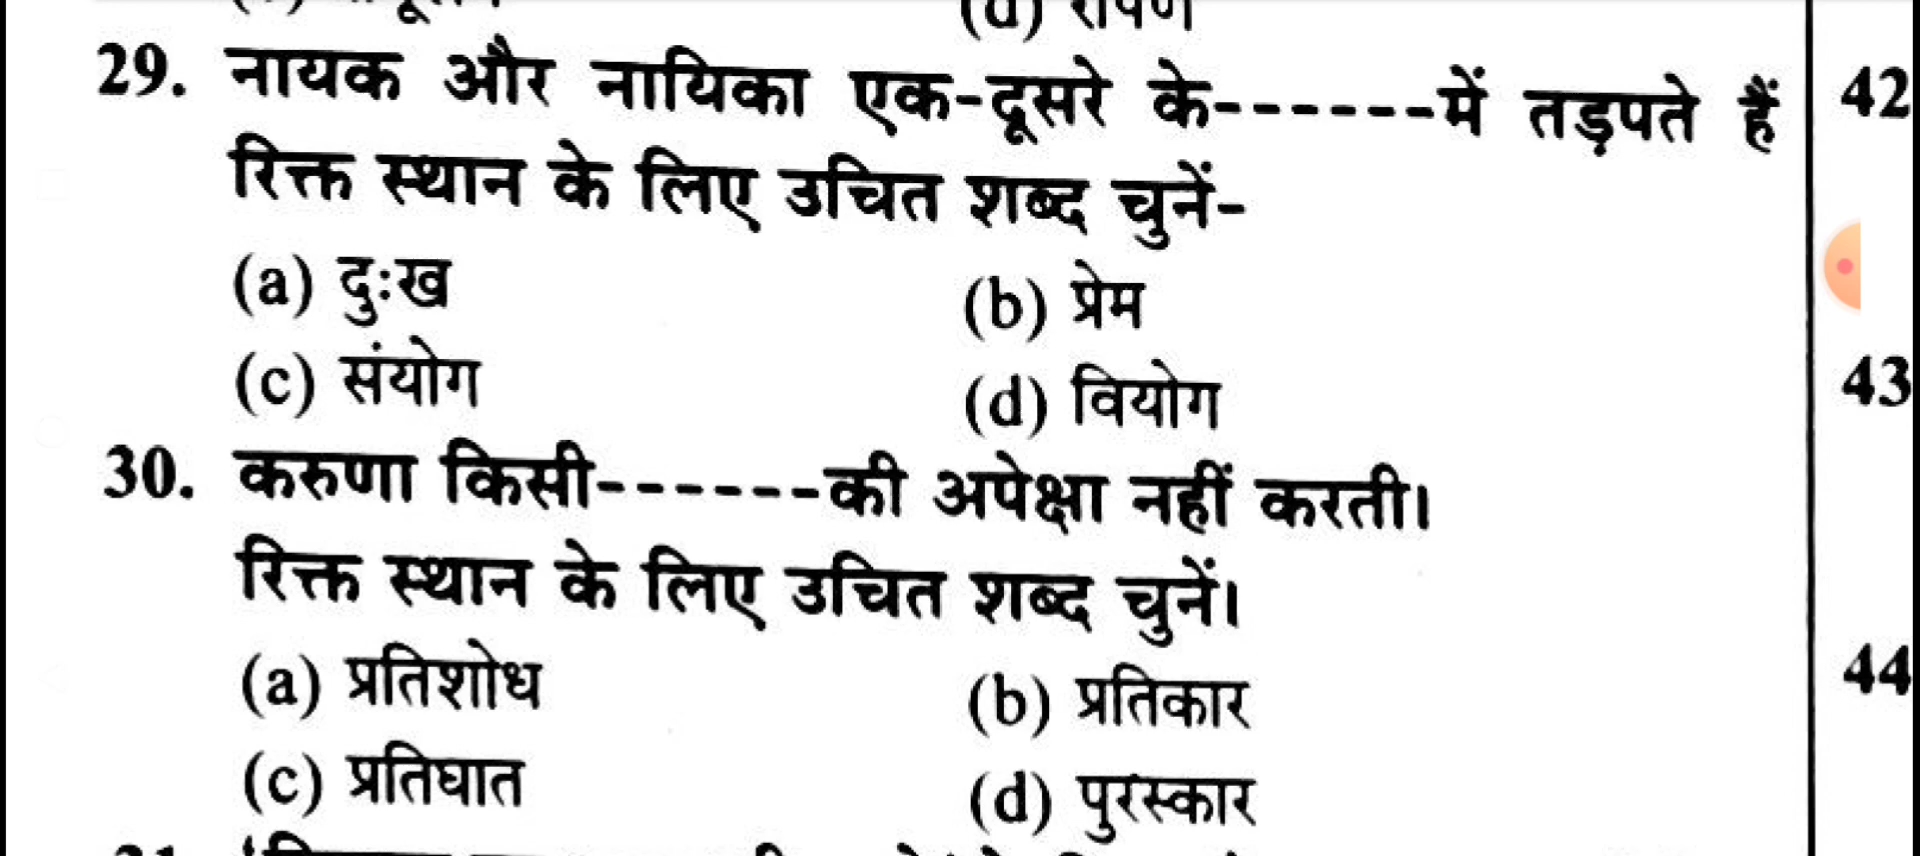 (d) रोपण
29. नायक और नायिका एक-दूसरे के------में तड़पते हैं
रिक्त स्थान के लिए उचित शब्द चुनें-
(a) दुःख (b) प्रेम
(c) संयोग (d) वियोग
30. करुणा किसी------की अपेक्षा नहीं करती।
रिक्त स्थान के लिए उचित शब्द चुनें।
(a) प्रतिशोध (b) प्रतिकार
(c) प्रतिघात (d) पुरस्कार
42
43
44